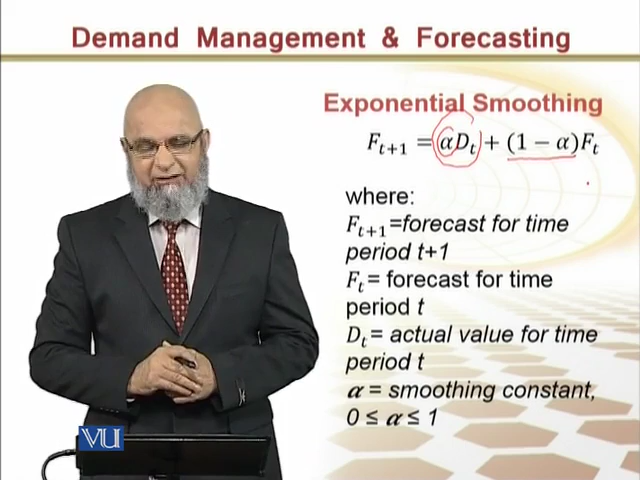 Demand Management & Forecasting
Exponential Smoothing
Fₜ₊₁ = αDₜ + (1 − α)Fₜ
where:
Fₜ₊₁=forecast for time
period t+1
Fₜ= forecast for time
period t
Dₜ= actual value for time
period t
α = smoothing constant,
0 ≤ α ≤ 1
VU